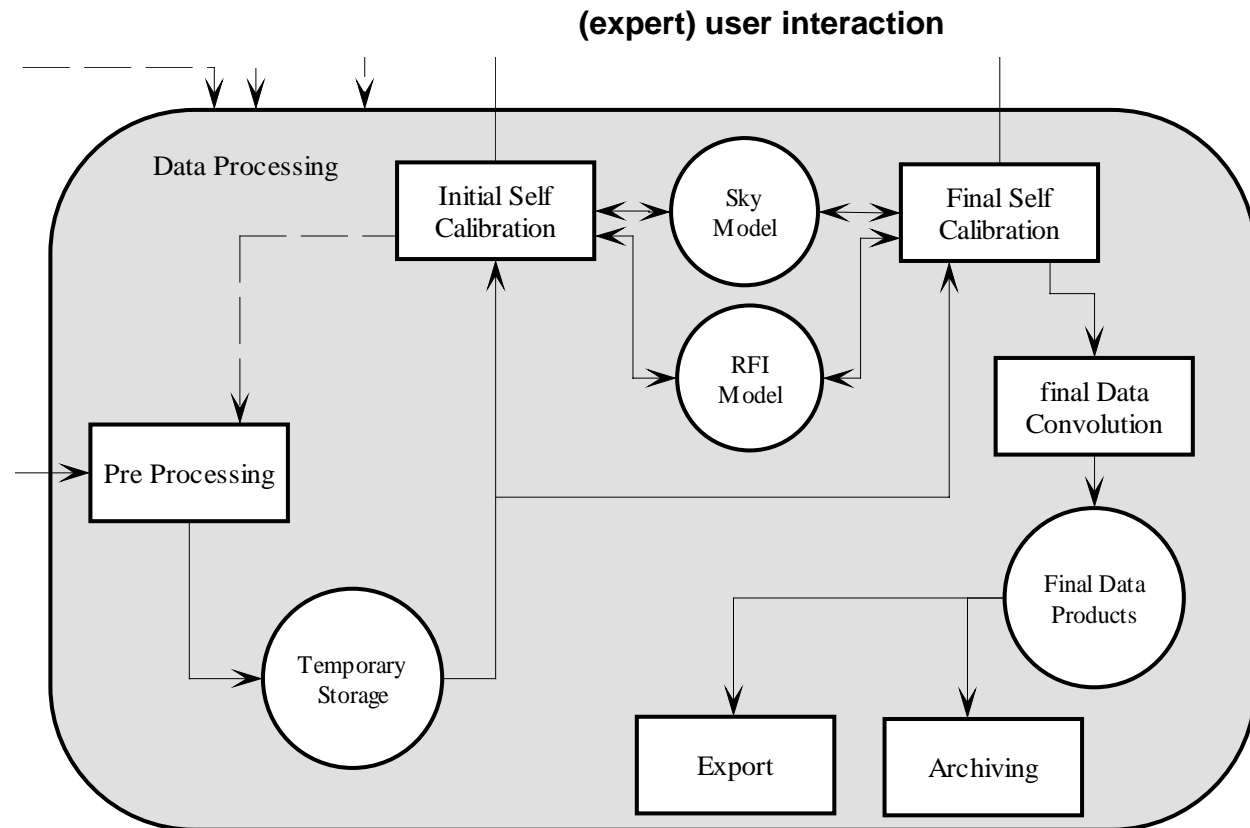 (expert) user interaction
Data Processing
Initial Self
Calibration
Sky
Model
Final Self
Calibration
RFI
Model
final Data
Convolution
Pre Processing
Final Data
Products
Temporary
Storage
Export
Archiving